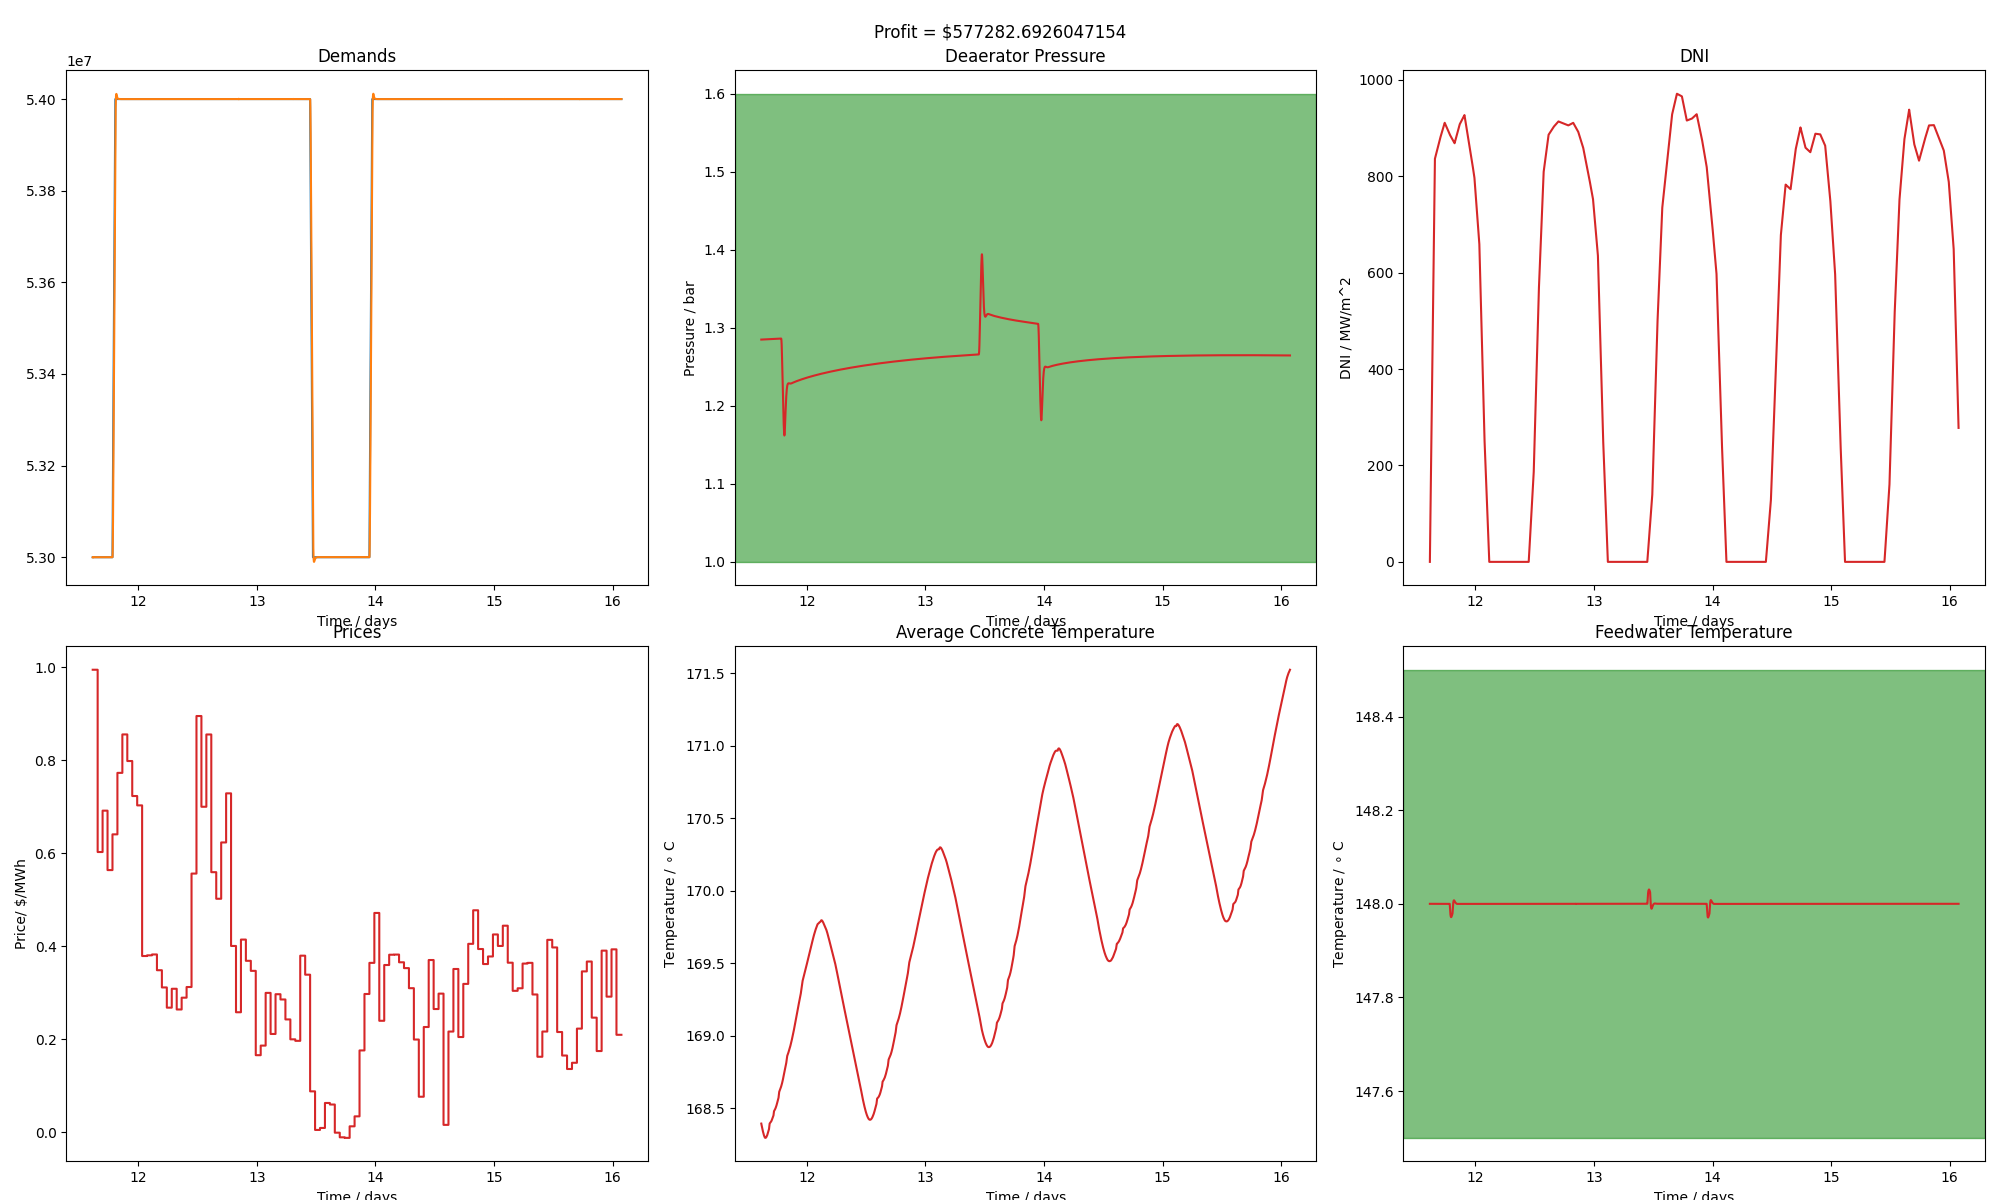 Profit = $577282.6926047154
Demands
1e7
5.40
5.38
5.36
5.34
5.32
5.30
12 13 14 15 16
Time / days
Deaerator Pressure
Pressure / bar
1.6
1.5
1.4
1.3
1.2
1.1
1.0
12 13 14 15 16
Time / days
DNI
DNI / MW/m^2
1000
800
600
400
200
0
12 13 14 15 16
Time / days
Prices
Price/ $/MWh
1.0
0.8
0.6
0.4
0.2
0.0
12 13 14 15 16
Time / days
Average Concrete Temperature
Temperature / ∘ C
171.5
171.0
170.5
170.0
169.5
169.0
168.5
12 13 14 15 16
Time / days
Feedwater Temperature
Temperature / ∘ C
148.4
148.2
148.0
147.8
147.6
12 13 14 15 16
Time / days